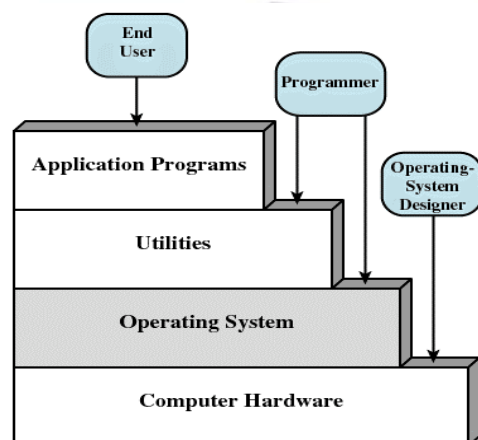 End
User
Programmer
Application Programs
Operating-
System
Designer
Utilities
Operating System
Computer Hardware